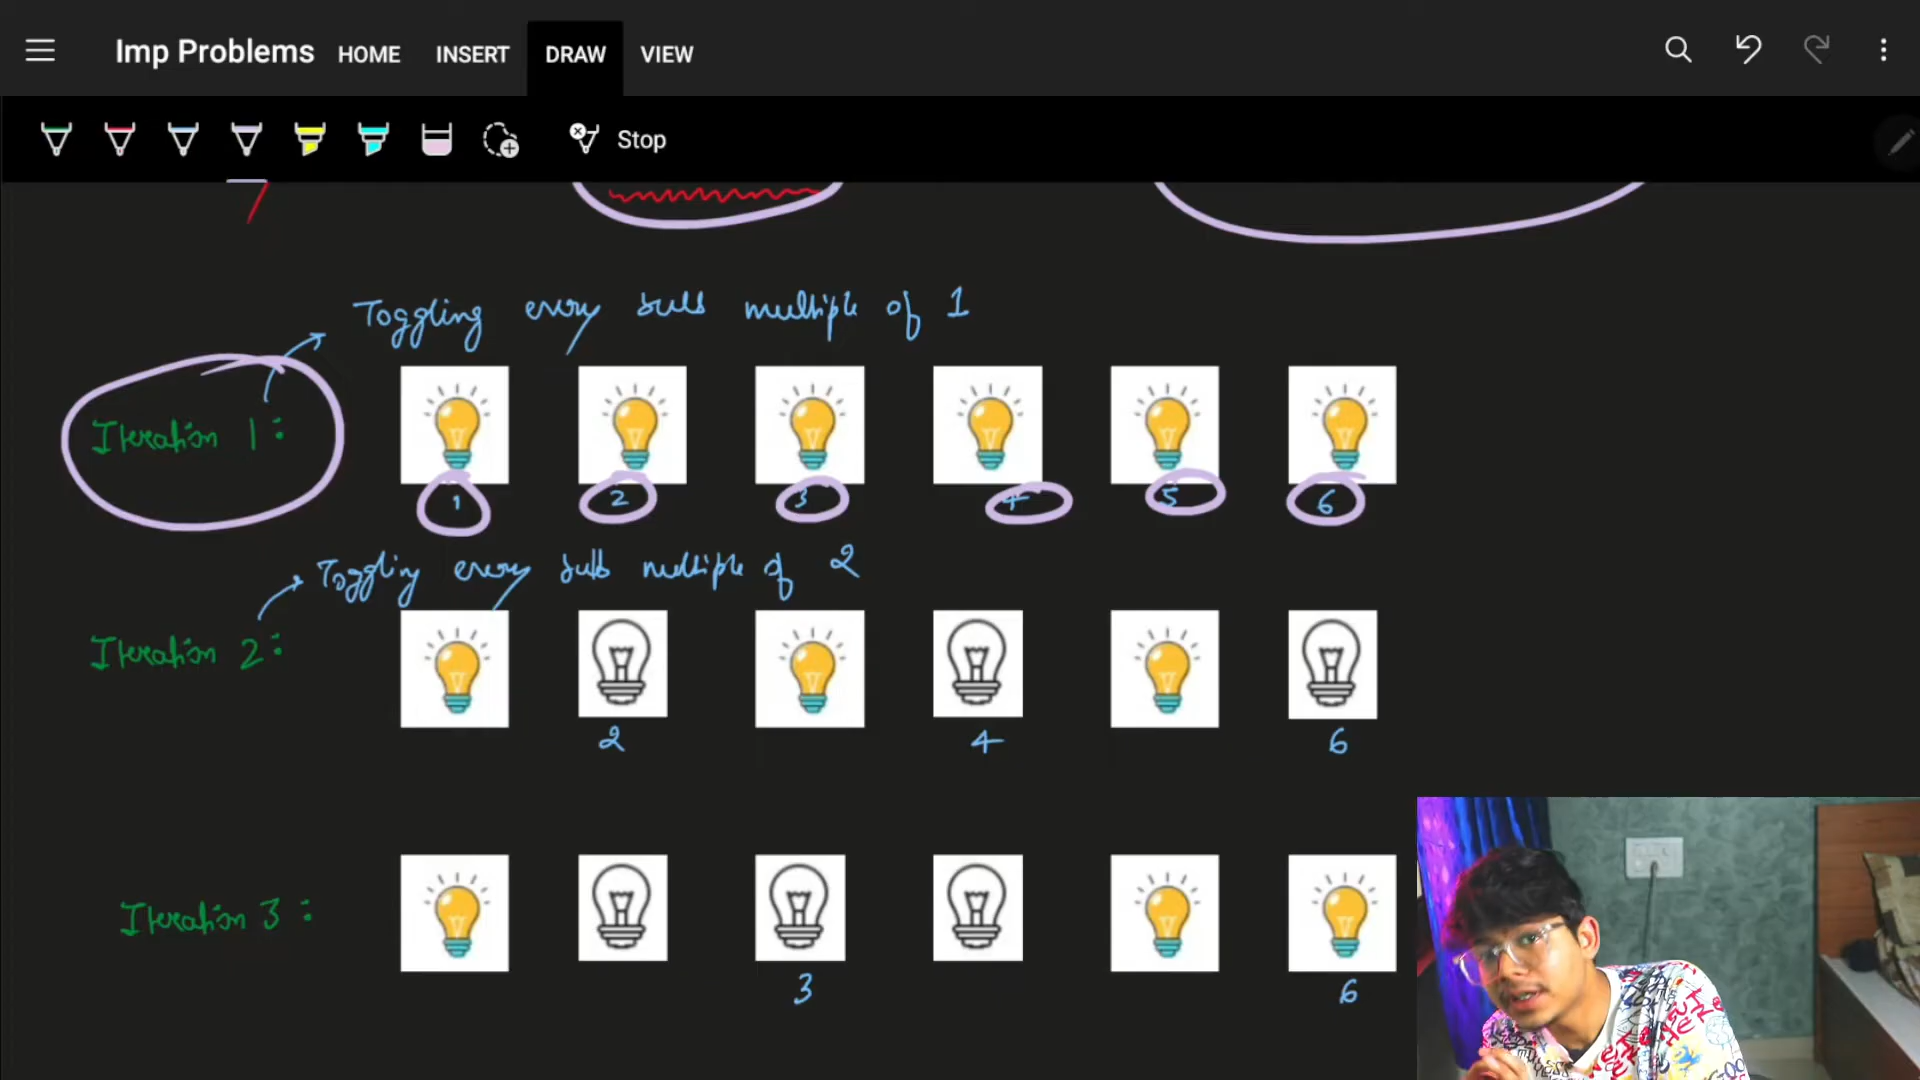 Imp Problems HOME INSERT DRAW VIEW
Stop
Toggling every bulb multiple of 1
Iteration 1:
1 2 3 4 5 6
Toggling every bulb multiple of 2
Iteration 2:
2 4 6
Iteration 3:
3 6